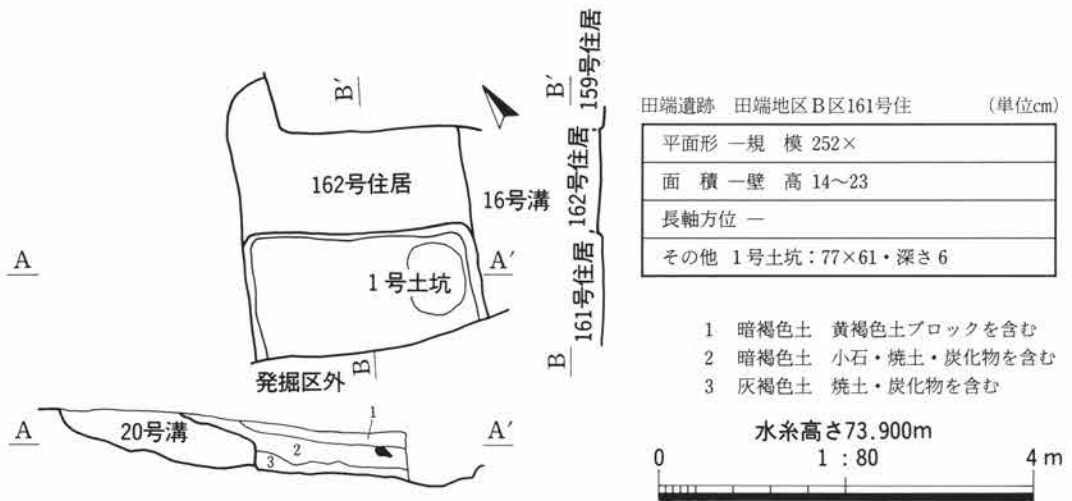 B'
B'
159号住居
162号住居
16号溝
162号住居
A
A'
1号土坑
161号住居
B
B
発掘区外
A
20号溝
1
2
3
A'
田端遺跡 田端地区B区161号住 (単位cm)
平面形 ― 規 模 252×
面 積 ― 壁 高 14〜23
長軸方位 ―
その他 1号土坑：77×61・深さ6
1 暗褐色土 黄褐色土ブロックを含む
2 暗褐色土 小石・焼土・炭化物を含む
3 灰褐色土 焼土・炭化物を含む
水糸高さ73.900m
0 1：80 4m